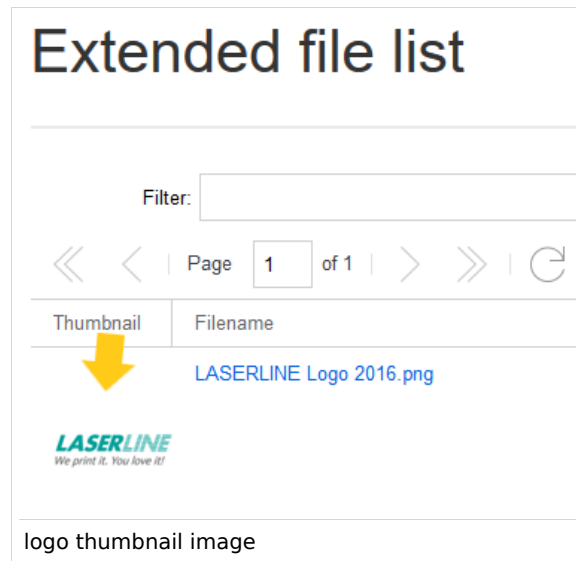 Extended file list
Filter:
Page 1 of 1
Thumbnail Filename
LASERLINE Logo 2016.png
LASERLINE
We print it. You love it!
logo thumbnail image